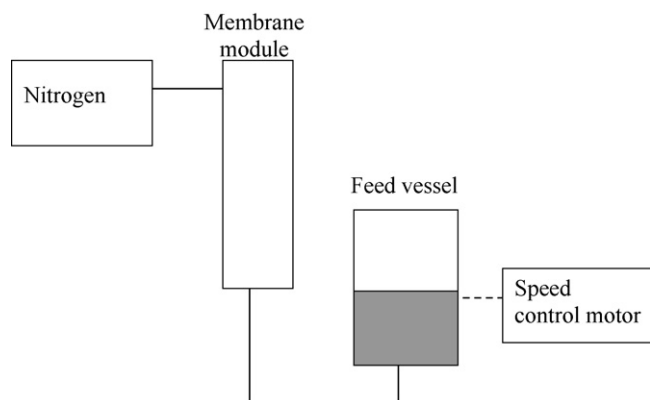 Membrane
module
Nitrogen
Feed vessel
Speed
control motor